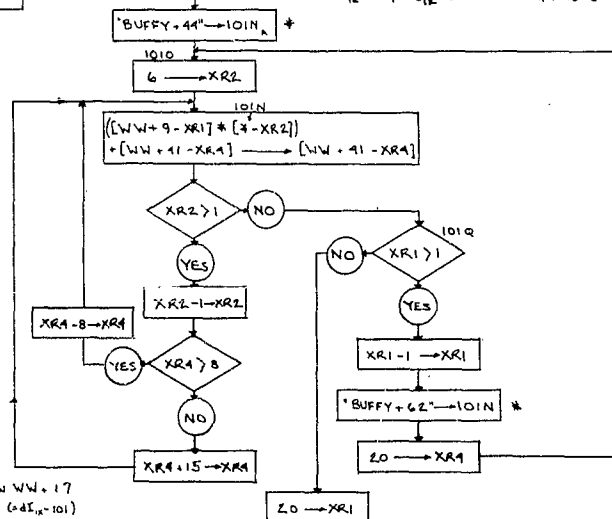 "BUFFY + 44" → 101N *
1010
6 → XR2
101N
([WW + 9 - XR1] * [* - XR2])
+ [WW + 41 - XR4] → [WW + 41 - XR4]
XR2 > 1
NO
YES
XR2 - 1 → XR2
XR4 > 8
YES
XR4 - 8 → XR4
NO
XR4 + 15 → XR4
101Q
XR1 > 1
NO
YES
XR1 - 1 → XR1
"BUFFY + 62" → 101N *
20 → XR4
20 → XR1
WW + 17